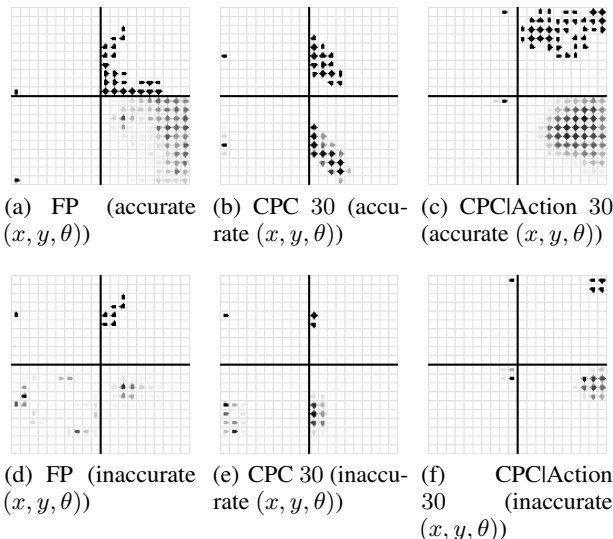 (a) FP (accurate
(x, y, θ))
(b) CPC 30 (accu-
rate (x, y, θ))
(c) CPC|Action 30
(accurate (x, y, θ))
(d) FP (inaccurate
(x, y, θ))
(e) CPC 30 (inaccu-
rate (x, y, θ))
(f) CPC|Action
30 (inaccurate
(x, y, θ))